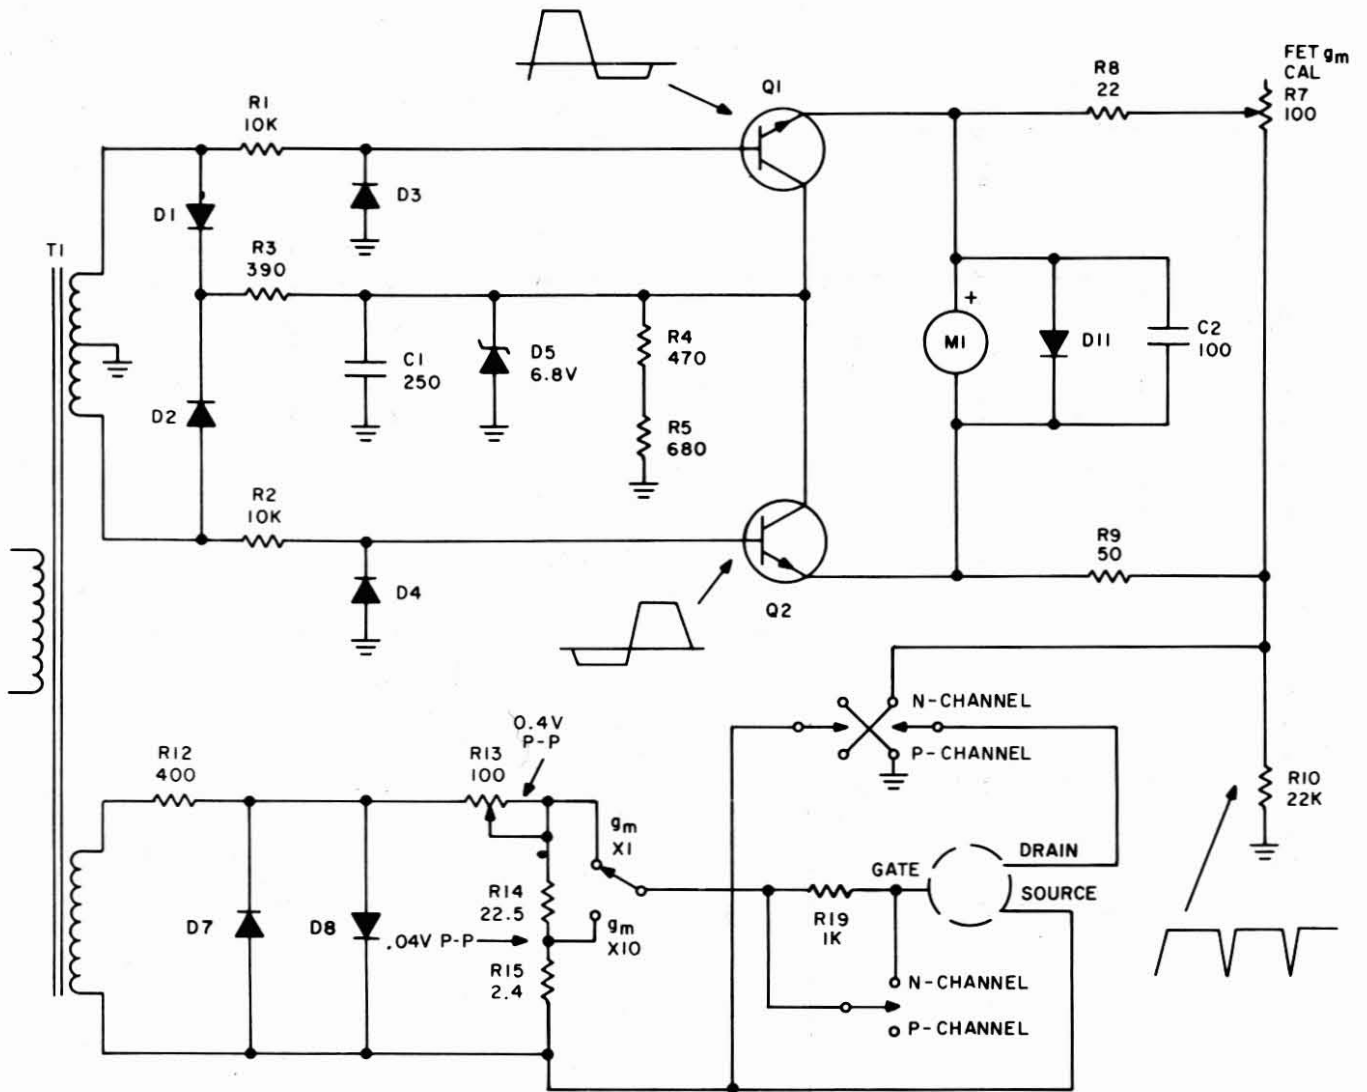 FET gm
CAL
R7
100
R8
22
Q1
R1
10K
D3
D1
T1
R3
390
+
M1
D11
C2
100
R4
470
D5
6.8V
C1
250
D2
R5
680
R2
10K
R9
50
D4
Q2
N-CHANNEL
0.4V
P-P
P-CHANNEL
R12
400
R13
100
R10
22K
gm
X1
DRAIN
GATE
SOURCE
R14
22.5
gm
X10
R19
1K
D7
D8
.04V P-P
R15
2.4
N-CHANNEL
P-CHANNEL